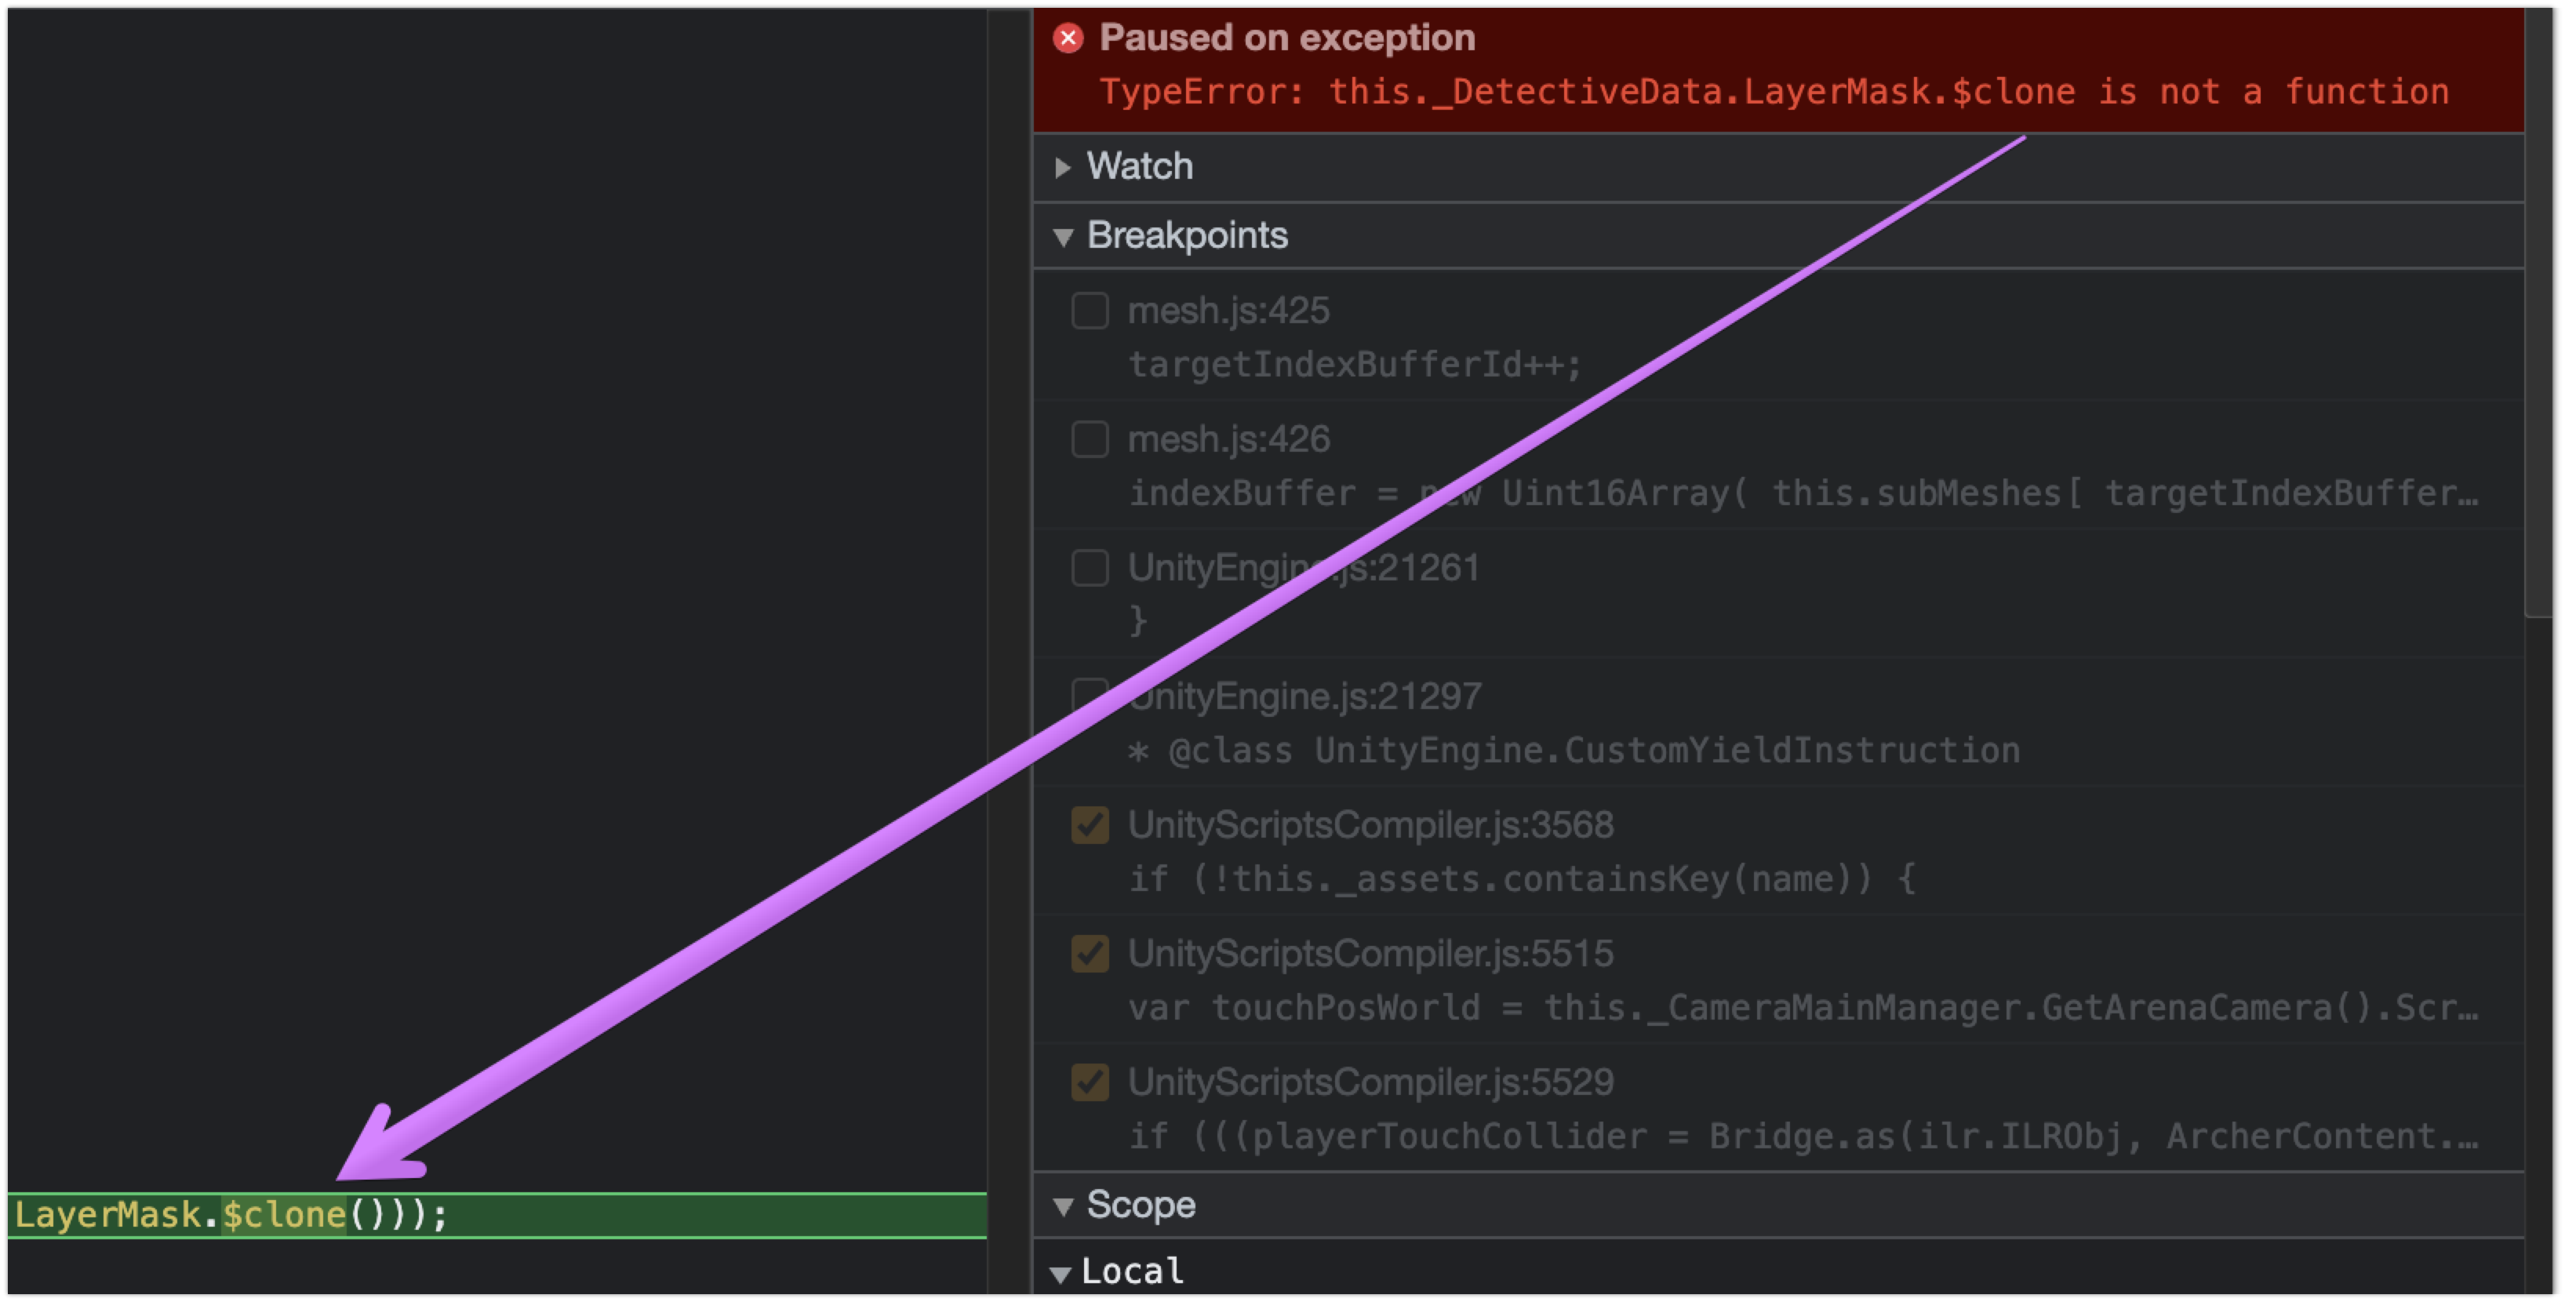 Paused on exception
TypeError: this._DetectiveData.LayerMask.$clone is not a function
Watch
Breakpoints
mesh.js:425
targetIndexBufferId++;
mesh.js:426
indexBuffer = new Uint16Array( this.subMeshes[ targetIndexBuffer…
UnityEngine.js:21261
}
UnityEngine.js:21297
* @class UnityEngine.CustomYieldInstruction
UnityScriptsCompiler.js:3568
if (!this._assets.containsKey(name)) {
UnityScriptsCompiler.js:5515
var touchPosWorld = this._CameraMainManager.GetArenaCamera().Scr…
UnityScriptsCompiler.js:5529
if (((playerTouchCollider = Bridge.as(ilr.ILRObj, ArcherContent.…
LayerMask.$clone()));
Scope
Local